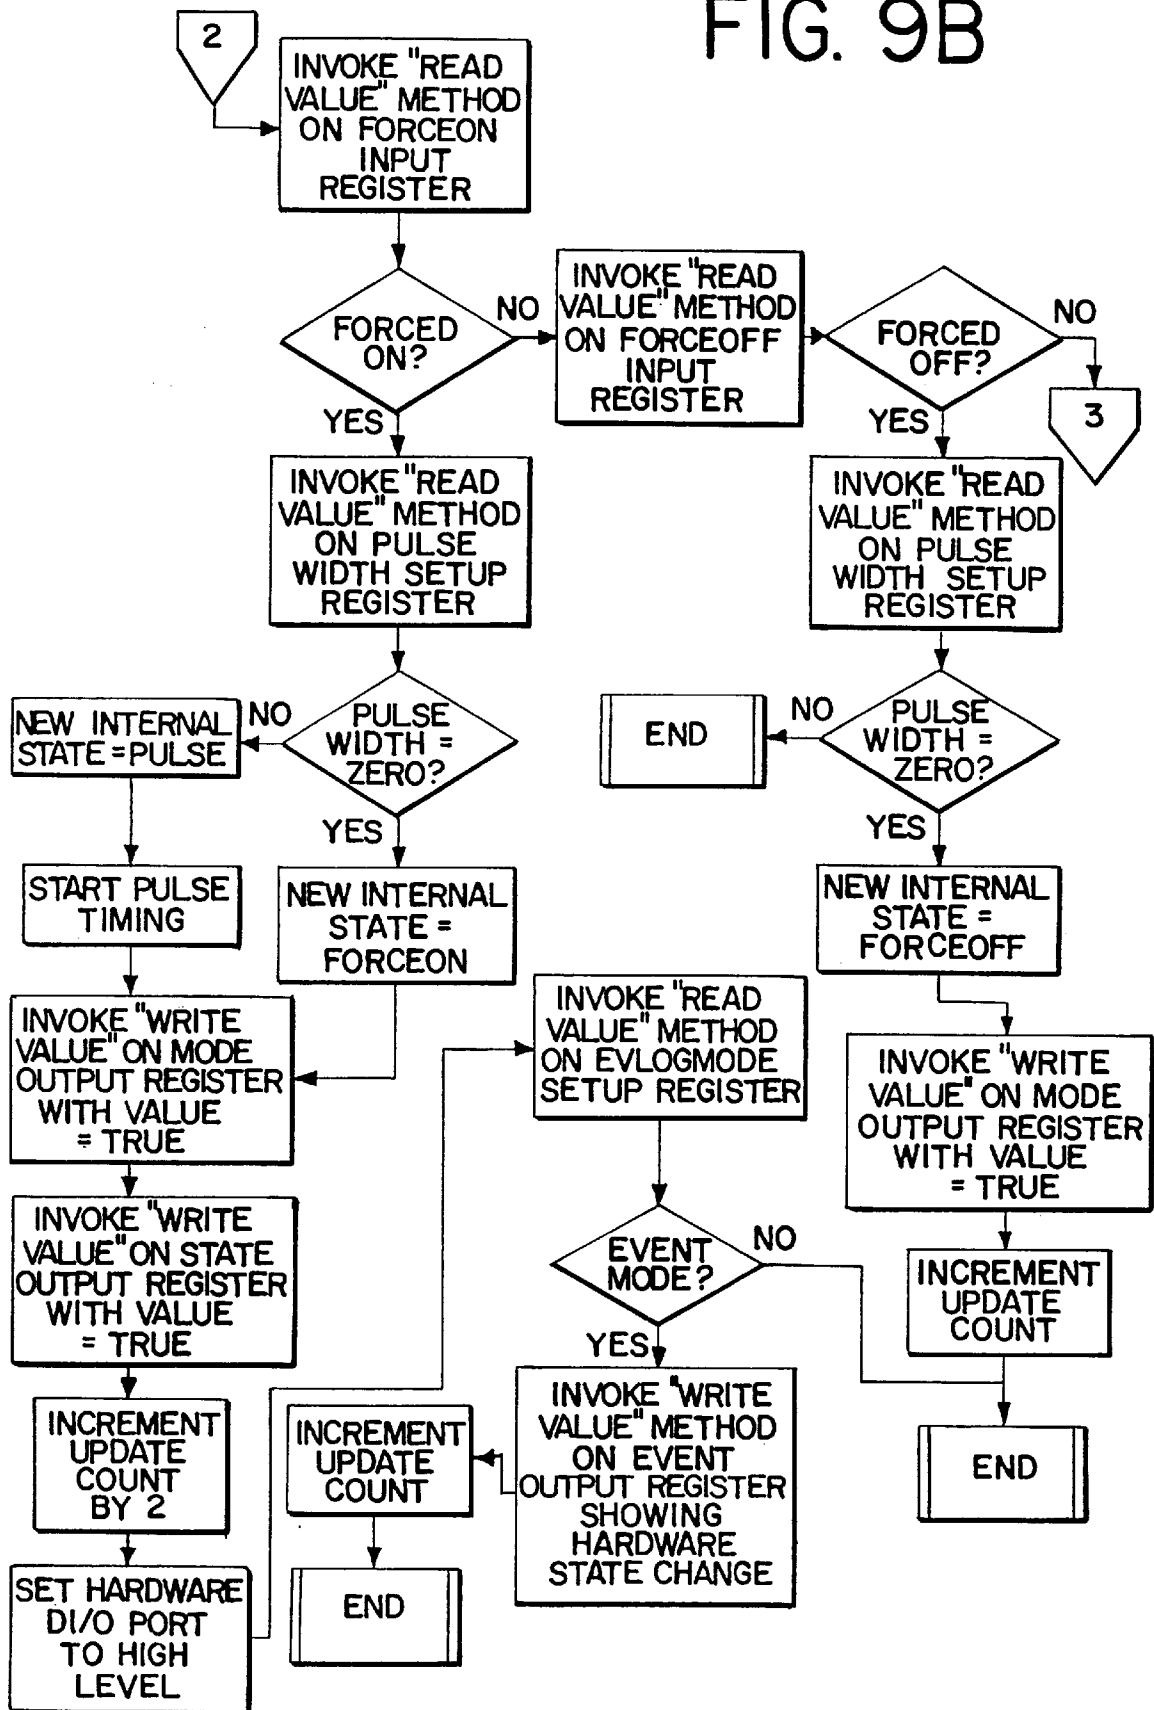 FIG. 9B
2
INVOKE "READ
VALUE" METHOD
ON FORCEON
INPUT
REGISTER
FORCED
ON?
NO
YES
INVOKE "READ
VALUE" METHOD
ON FORCEOFF
INPUT
REGISTER
FORCED
OFF?
NO
YES
3
INVOKE "READ
VALUE" METHOD
ON PULSE
WIDTH SETUP
REGISTER
INVOKE "READ
VALUE" METHOD
ON PULSE
WIDTH SETUP
REGISTER
PULSE
WIDTH =
ZERO?
NO
YES
NEW INTERNAL
STATE = PULSE
END
NO
PULSE
WIDTH =
ZERO?
YES
START PULSE
TIMING
NEW INTERNAL
STATE =
FORCEON
NEW INTERNAL
STATE =
FORCEOFF
INVOKE "WRITE
VALUE" ON MODE
OUTPUT REGISTER
WITH VALUE
= TRUE
INVOKE "READ
VALUE" METHOD
ON EVLOGMODE
SETUP REGISTER
INVOKE "WRITE
VALUE" ON MODE
OUTPUT REGISTER
WITH VALUE
= TRUE
INVOKE "WRITE
VALUE" ON STATE
OUTPUT REGISTER
WITH VALUE
= TRUE
EVENT
MODE?
NO
YES
INCREMENT
UPDATE
COUNT
INCREMENT
UPDATE
COUNT
BY 2
INCREMENT
UPDATE
COUNT
INVOKE "WRITE
VALUE" METHOD
ON EVENT
OUTPUT REGISTER
SHOWING
HARDWARE
STATE CHANGE
END
SET HARDWARE
DI/O PORT
TO HIGH
LEVEL
END